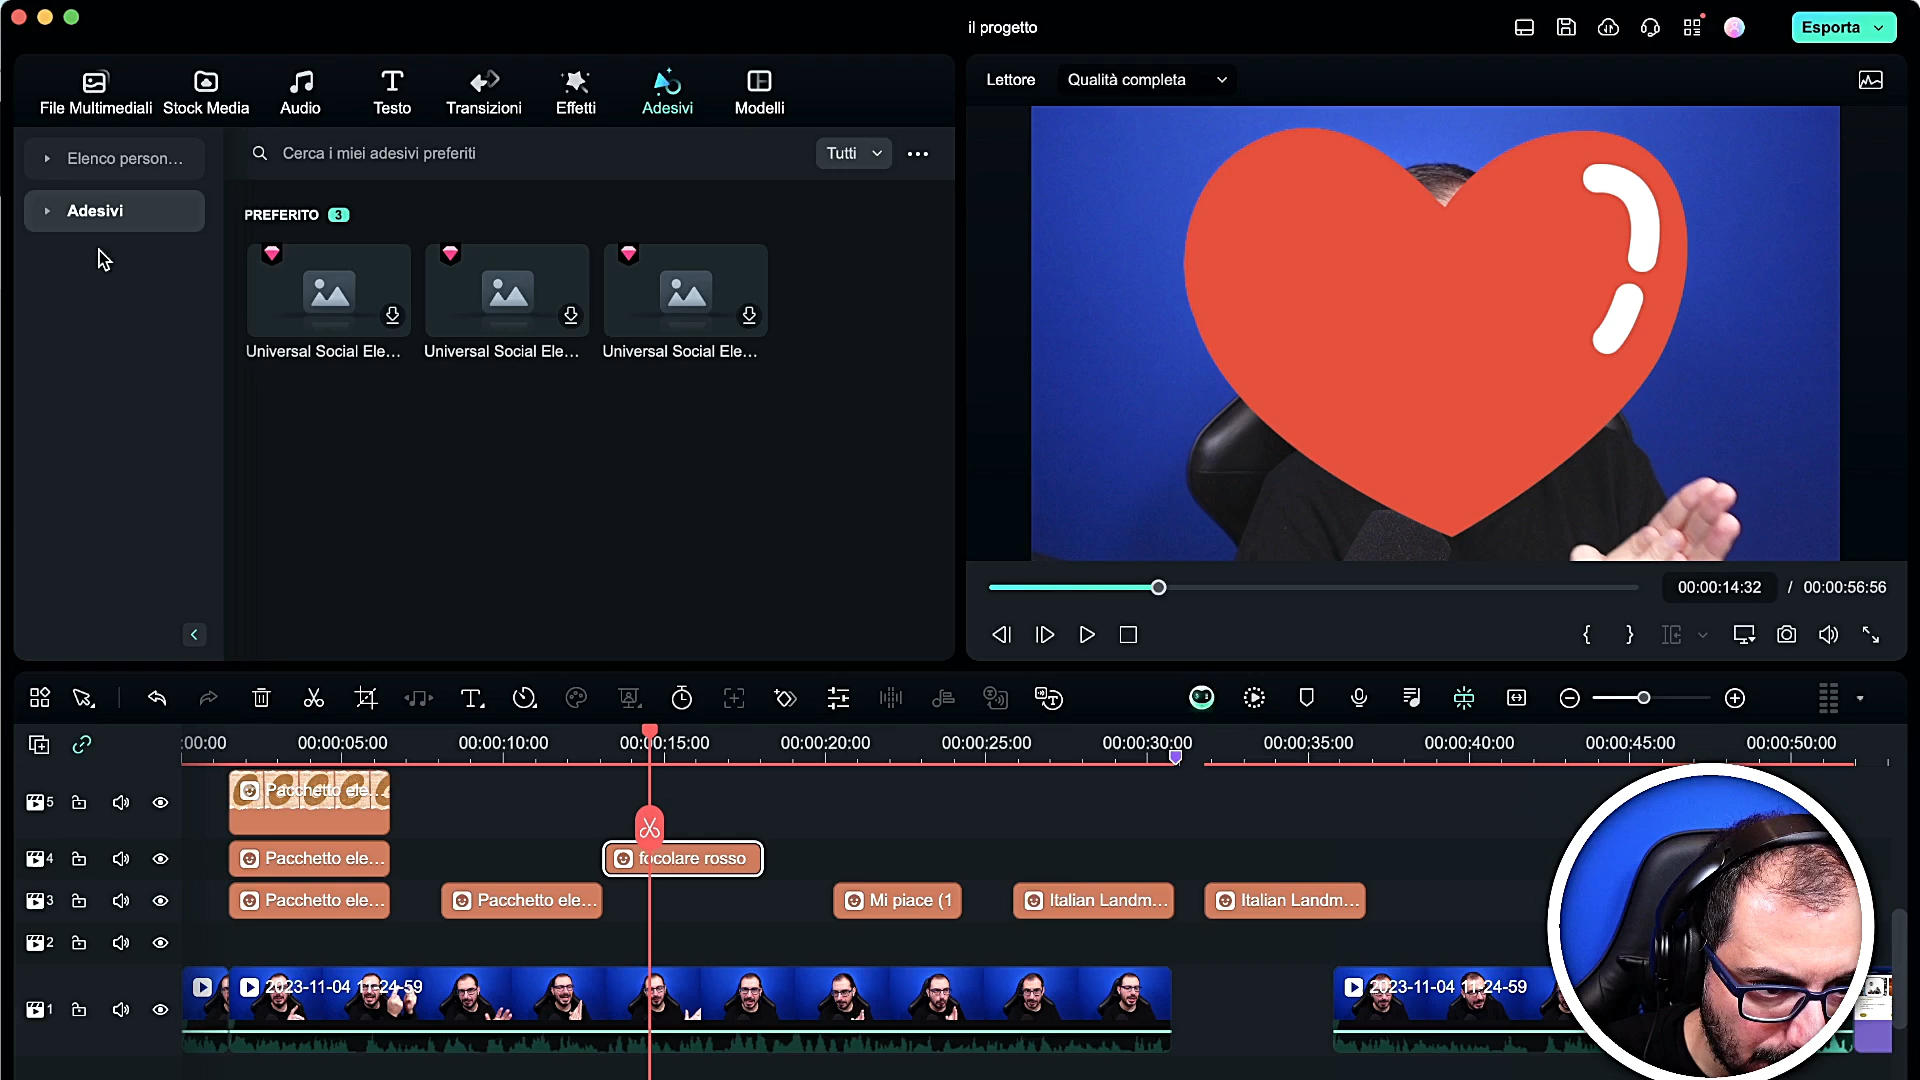 il progetto
Esporta
File Multimediali
Stock Media
Audio
Testo
Transizioni
Effetti
Adesivi
Modelli
Lettore
Qualità completa
Elenco person...
Adesivi
Cerca i miei adesivi preferiti
Tutti
PREFERITO 3
Universal Social Ele...
Universal Social Ele...
Universal Social Ele...
00:00:14:32 / 00:00:56:56
:00:00
00:00:05:00
00:00:10:00
00:00:15:00
00:00:20:00
00:00:25:00
00:00:30:00
00:00:35:00
00:00:40:00
00:00:45:00
00:00:50:00
5
Pacchetto ele...
4
Pacchetto ele...
focolare rosso
3
Pacchetto ele...
Pacchetto ele...
Mi piace (1
Italian Landm...
Italian Landm...
2
1
2023-11-04 11-24-59
2023-11-04 11-24-59